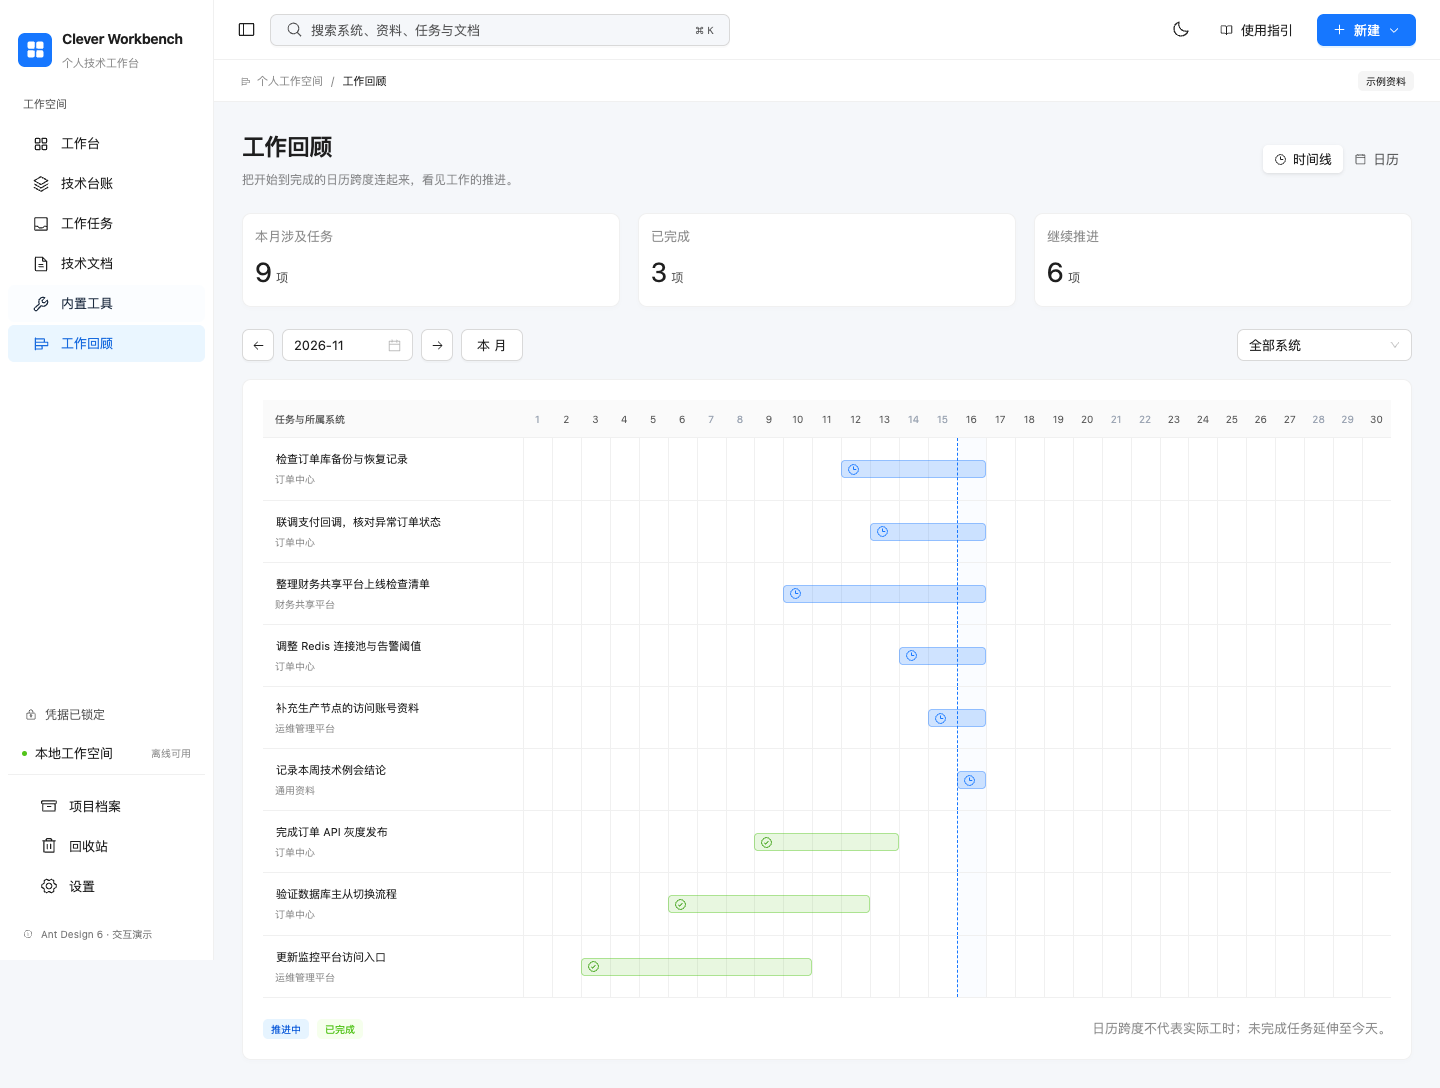 Clever Workbench
个人技术工作台
工作空间
工作台
技术台账
工作任务
技术文档
内置工具
工作回顾
凭据已锁定
本地工作空间 离线可用
项目档案
回收站
设置
Ant Design 6 · 交互演示
搜索系统、资料、任务与文档 ⌘ K
使用指引
新建
个人工作空间 / 工作回顾
示例资料
工作回顾
把开始到完成的日历跨度连起来，看见工作的推进。
时间线 日历
本月涉及任务
9 项
已完成
3 项
继续推进
6 项
2026-11
本 月
全部系统
任务与所属系统 1 2 3 4 5 6 7 8 9 10 11 12 13 14 15 16 17 18 19 20 21 22 23 24 25 26 27 28 29 30
检查订单库备份与恢复记录
订单中心
联调支付回调，核对异常订单状态
订单中心
整理财务共享平台上线检查清单
财务共享平台
调整 Redis 连接池与告警阈值
订单中心
补充生产节点的访问账号资料
运维管理平台
记录本周技术例会结论
通用资料
完成订单 API 灰度发布
订单中心
验证数据库主从切换流程
订单中心
更新监控平台访问入口
运维管理平台
推进中 已完成
日历跨度不代表实际工时；未完成任务延伸至今天。